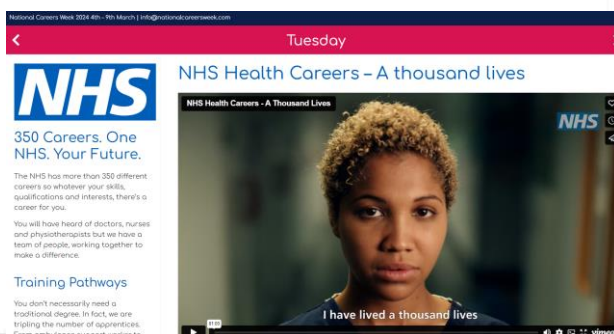 National Careers Week 2024 4th - 9th March | info@nationalcareersweek.com
Tuesday
NHS
350 Careers. One
NHS. Your Future.
The NHS has more than 350 different
careers so whatever your skills,
qualifications and interests, there's a
career for you.
You will have heard of doctors, nurses
and physiotherapists but we have a
team of people, working together to
make a difference.
Training Pathways
You don't necessarily need a
traditional degree. In fact, we are
tripling the number of apprentices.
NHS Health Careers – A thousand lives
NHS Health Careers - A Thousand Lives
NHS
I have lived a thousand lives
01:03
vimeo